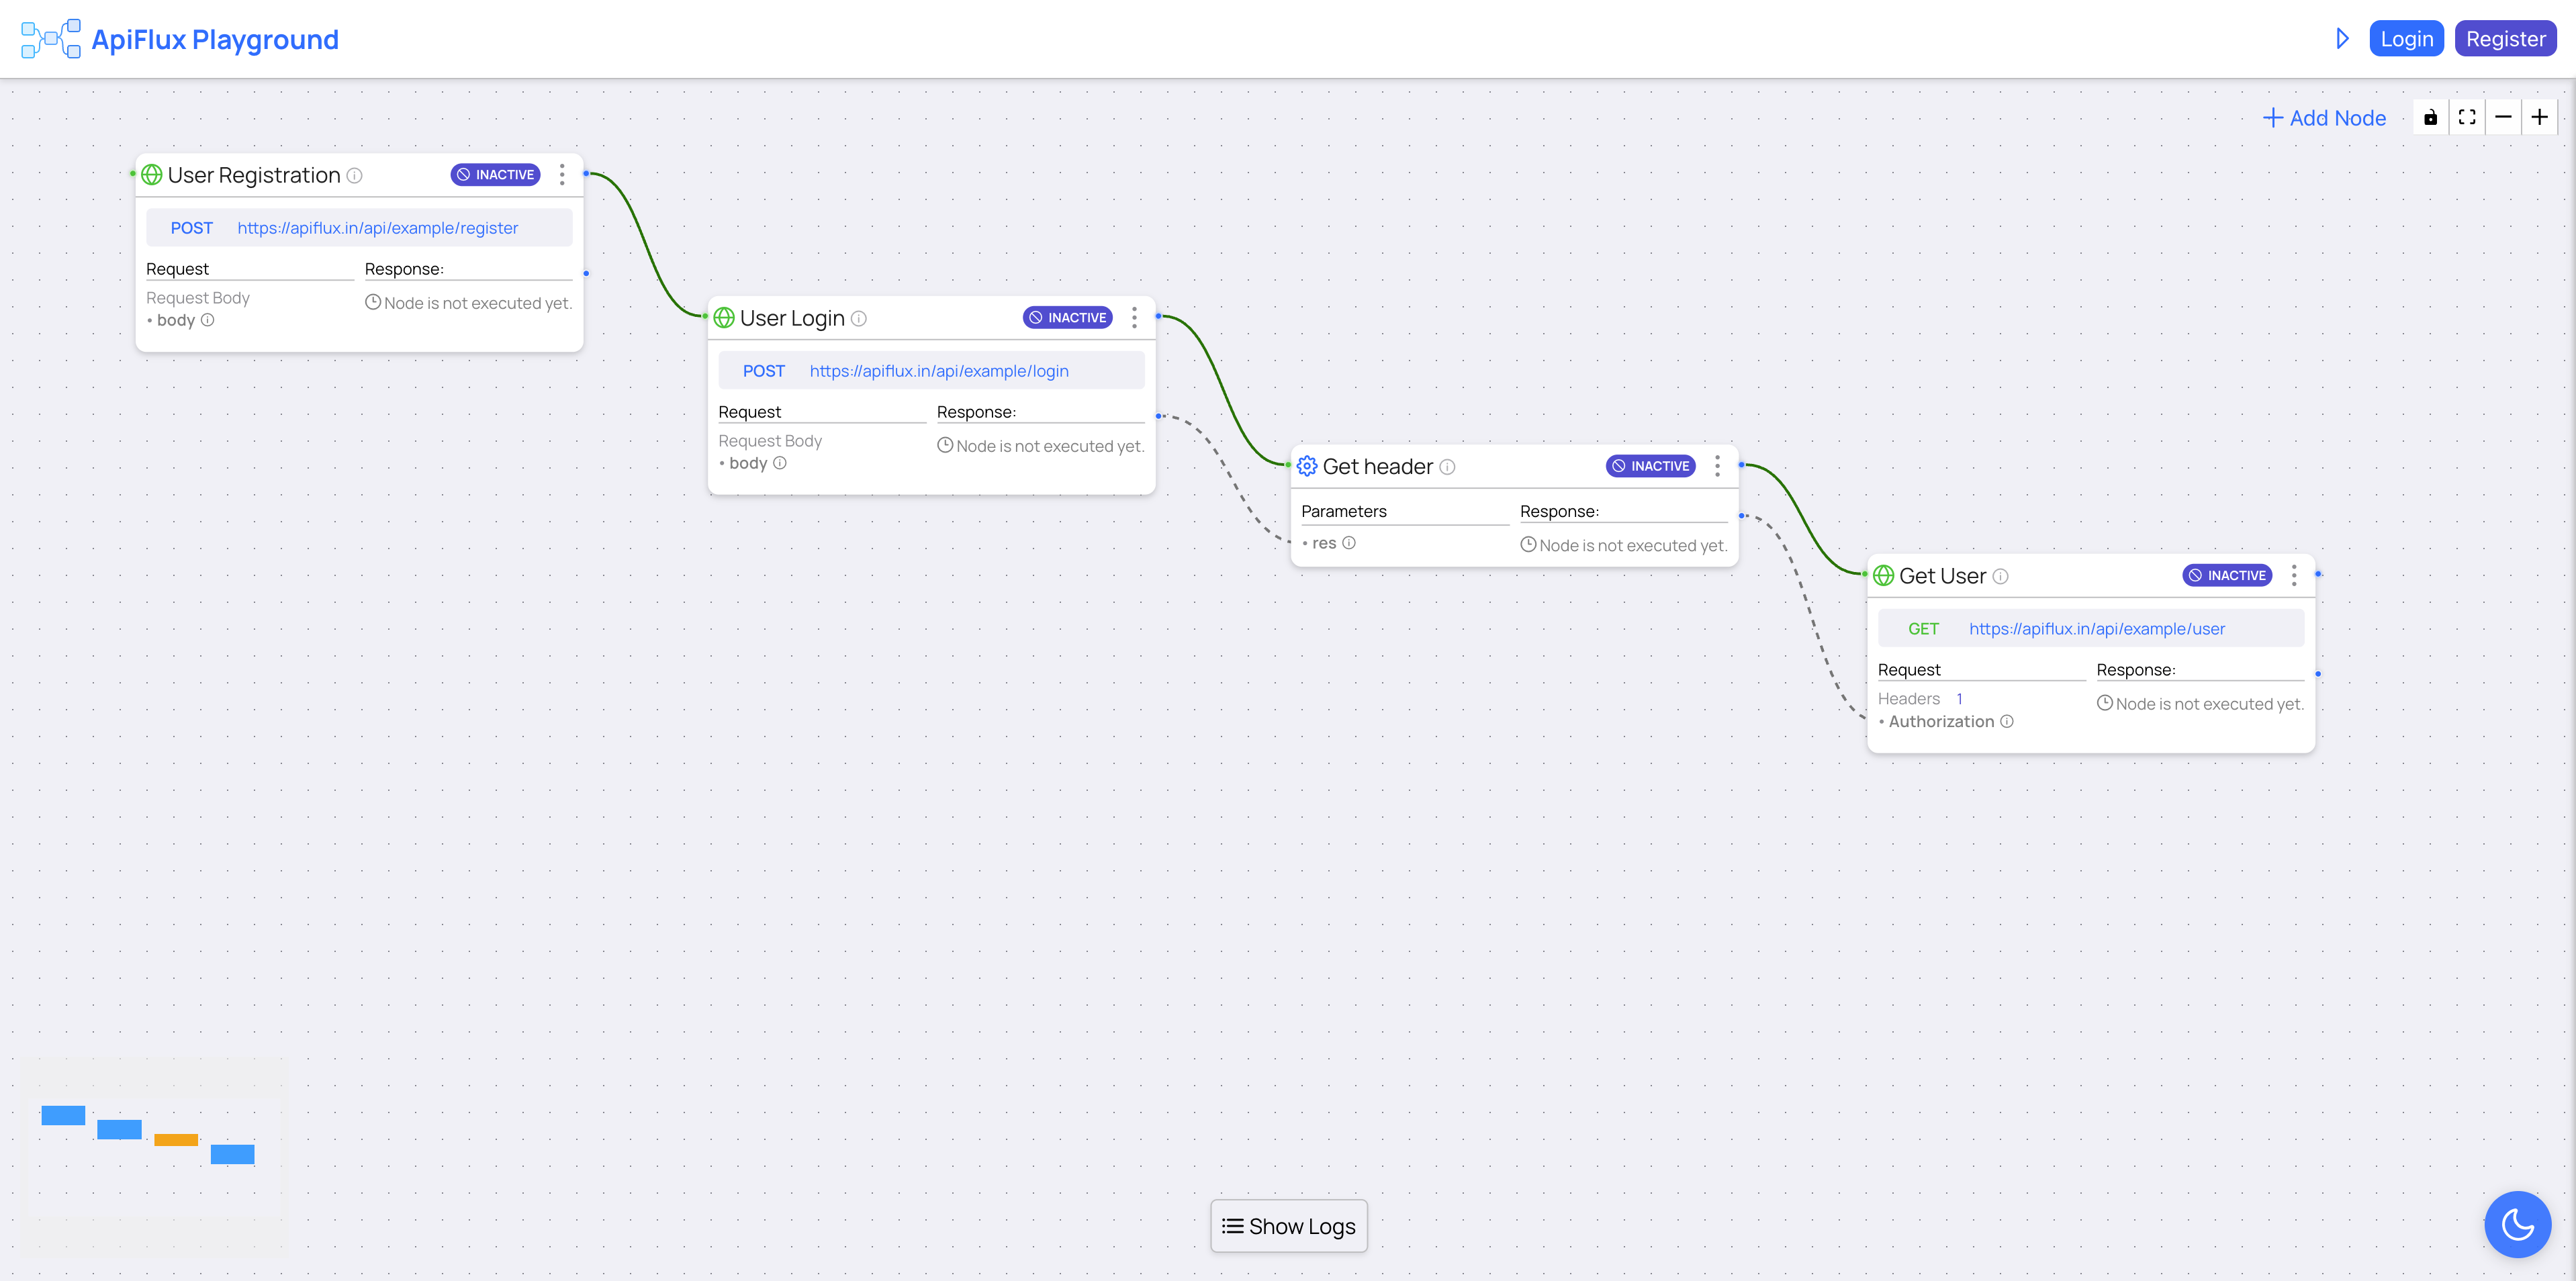 ApiFlux Playground
Login
Register
Add Node
User Registration
INACTIVE
POST https://apiflux.in/api/example/register
Request
Response:
Request Body
• body
Node is not executed yet.
User Login
INACTIVE
POST https://apiflux.in/api/example/login
Request
Response:
Request Body
• body
Node is not executed yet.
Get header
INACTIVE
Parameters
Response:
• res
Node is not executed yet.
Get User
INACTIVE
GET https://apiflux.in/api/example/user
Request
Response:
Headers 1
• Authorization
Node is not executed yet.
Show Logs